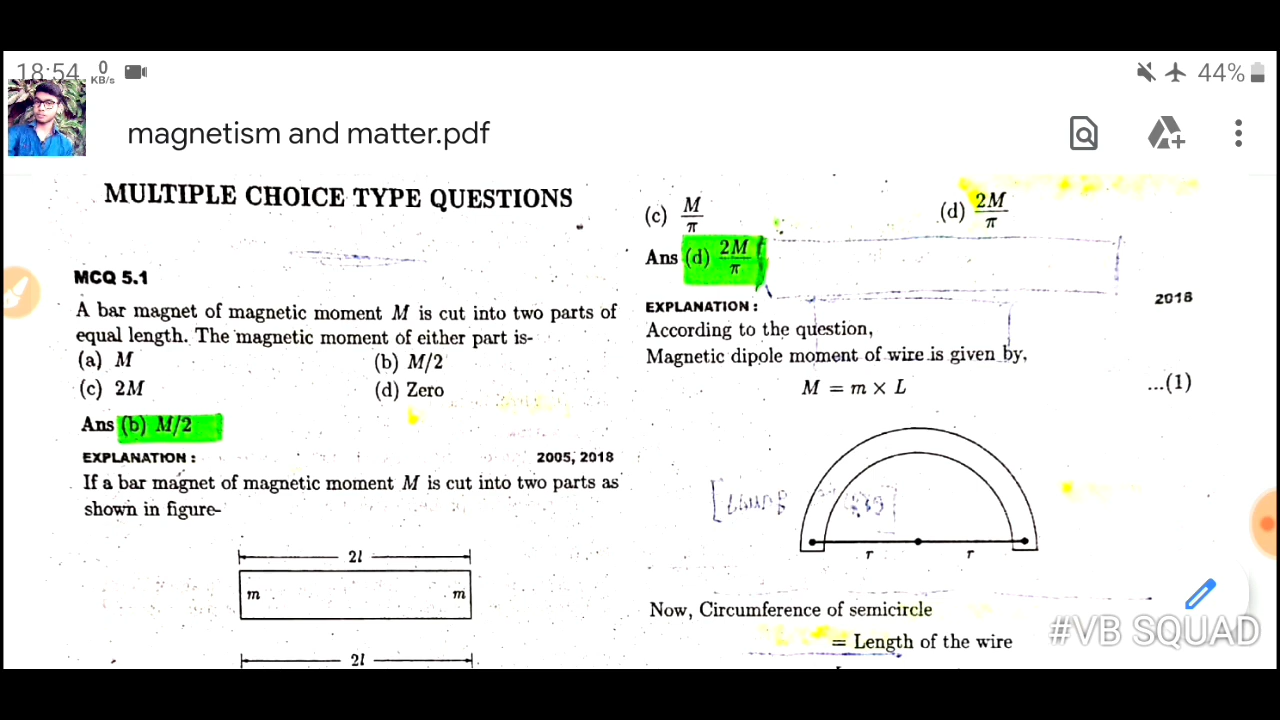 18:54 0 KB/s 44%
magnetism and matter.pdf
MULTIPLE CHOICE TYPE QUESTIONS
MCQ 5.1
A bar magnet of magnetic moment M is cut into two parts of
equal length. The magnetic moment of either part is-
(a) M (b) M/2
(c) 2M (d) Zero
Ans (b) M/2
EXPLANATION : 2005, 2018
If a bar magnet of magnetic moment M is cut into two parts as
shown in figure-
2l
m m
2l
(c) M/π (d) 2M/π
Ans (d) 2M/π
2018
EXPLANATION :
According to the question,
Magnetic dipole moment of wire is given by,
M = m × L ...(1)
r r
Now, Circumference of semicircle
= Length of the wire
#VB SQUAD